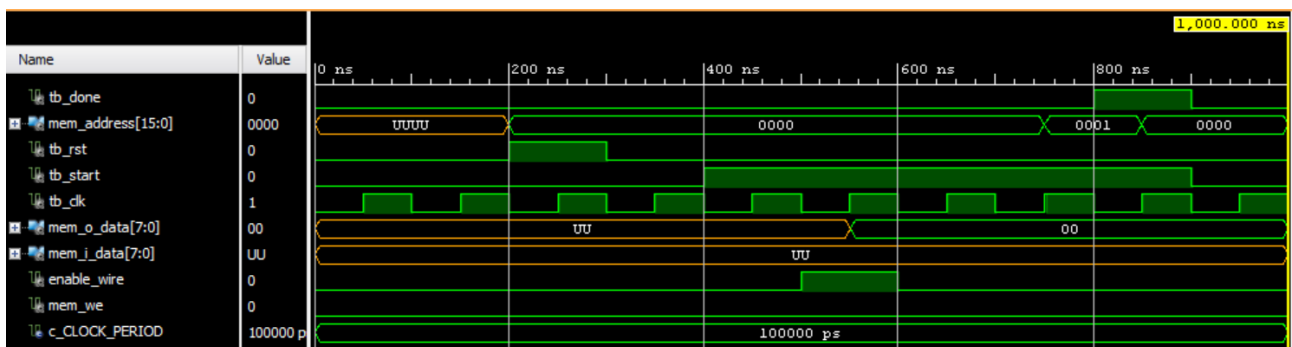 1,000.000 ns
Name Value 0 ns 200 ns 400 ns 600 ns 800 ns
tb_done 0
mem_address[15:0] 0000 UUUU 0000 0001 0000
tb_rst 0
tb_start 0
tb_clk 1
mem_o_data[7:0] 00 UU 00
mem_i_data[7:0] UU UU
enable_wire 0
mem_we 0
c_CLOCK_PERIOD 100000 p 100000 ps